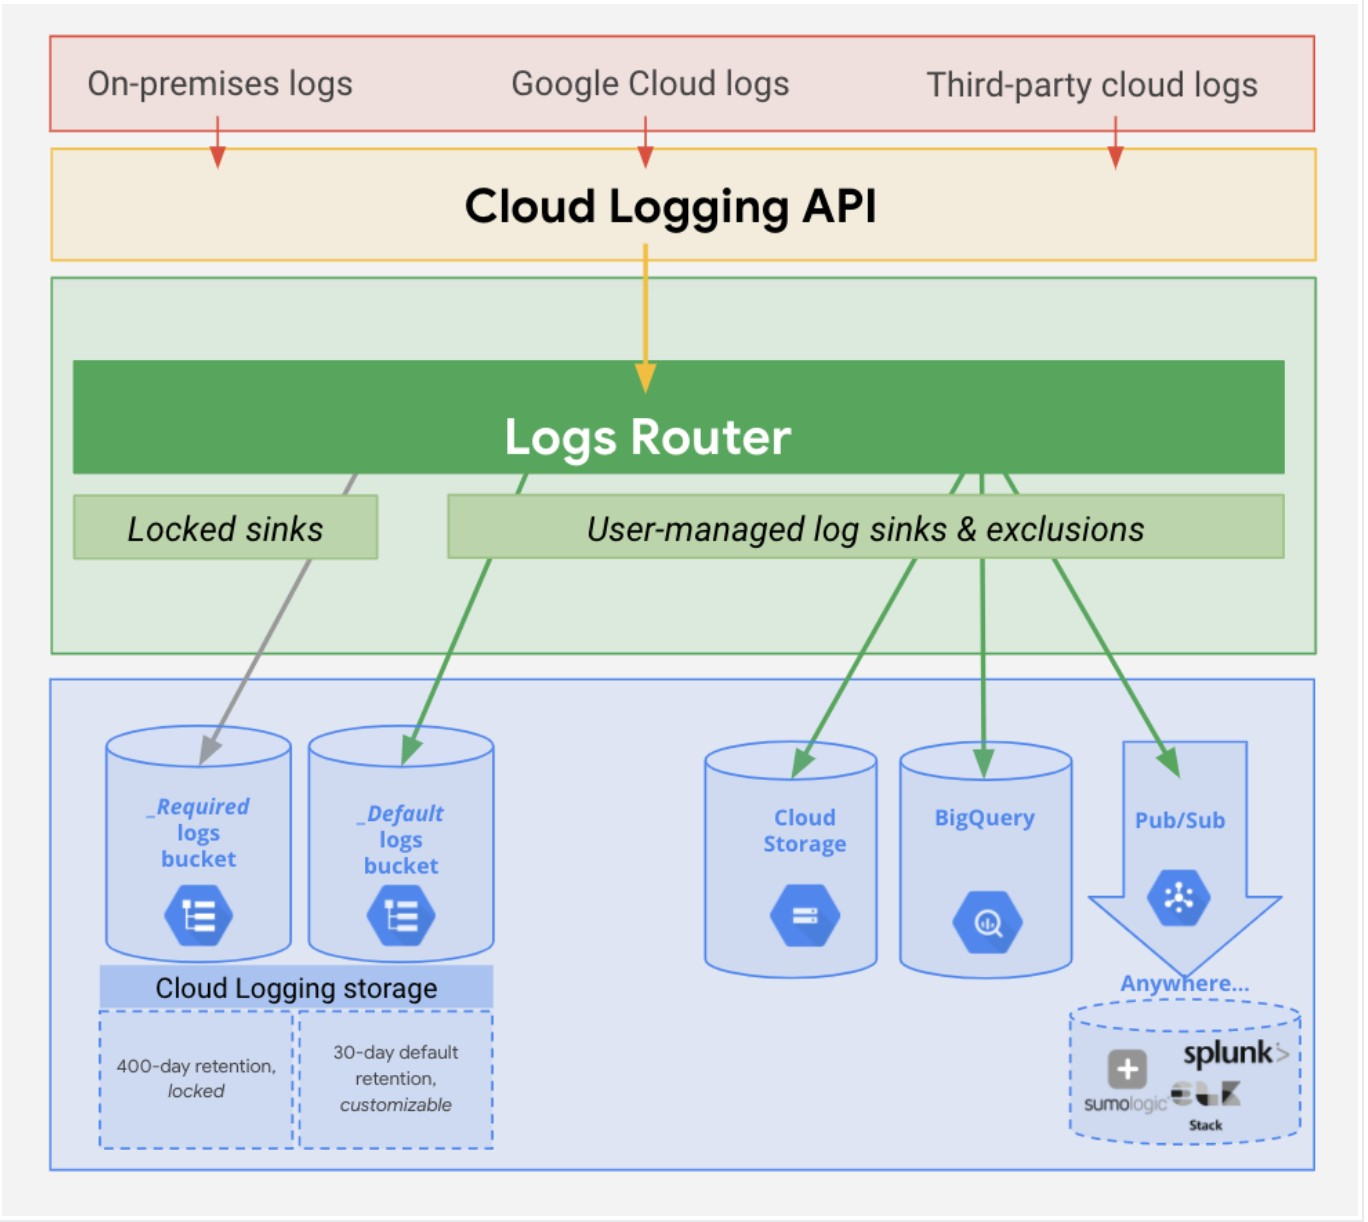 On-premises logs
Google Cloud logs
Third-party cloud logs
Cloud Logging API
Logs Router
Locked sinks
User-managed log sinks & exclusions
_Required
logs
bucket
_Default
logs
bucket
Cloud
Storage
BigQuery
Pub/Sub
Cloud Logging storage
Anywhere...
400-day retention,
locked
30-day default
retention,
customizable
splunk>
sumologic
ELK
Stack